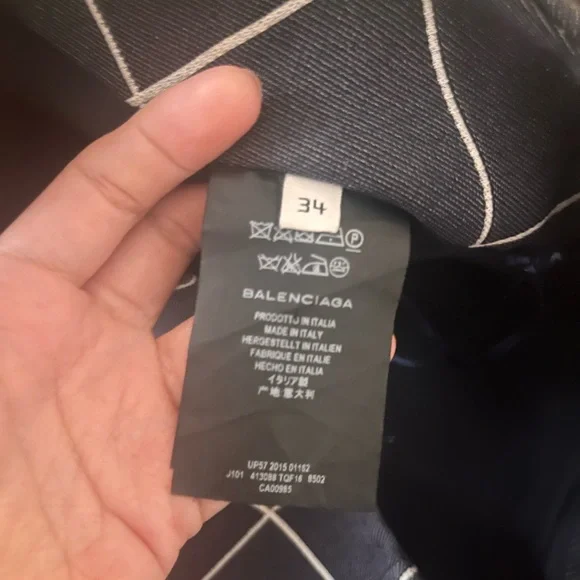 34
P
BALENCIAGA
PRODOTTO IN ITALIA
MADE IN ITALY
HERGESTELLT IN ITALIEN
FABRIQUE EN ITALIE
HECHO EN ITALIA
イタリア製
产地意大利
UP57 2015 01152
J101 413088 TQF16 8502
CA00985